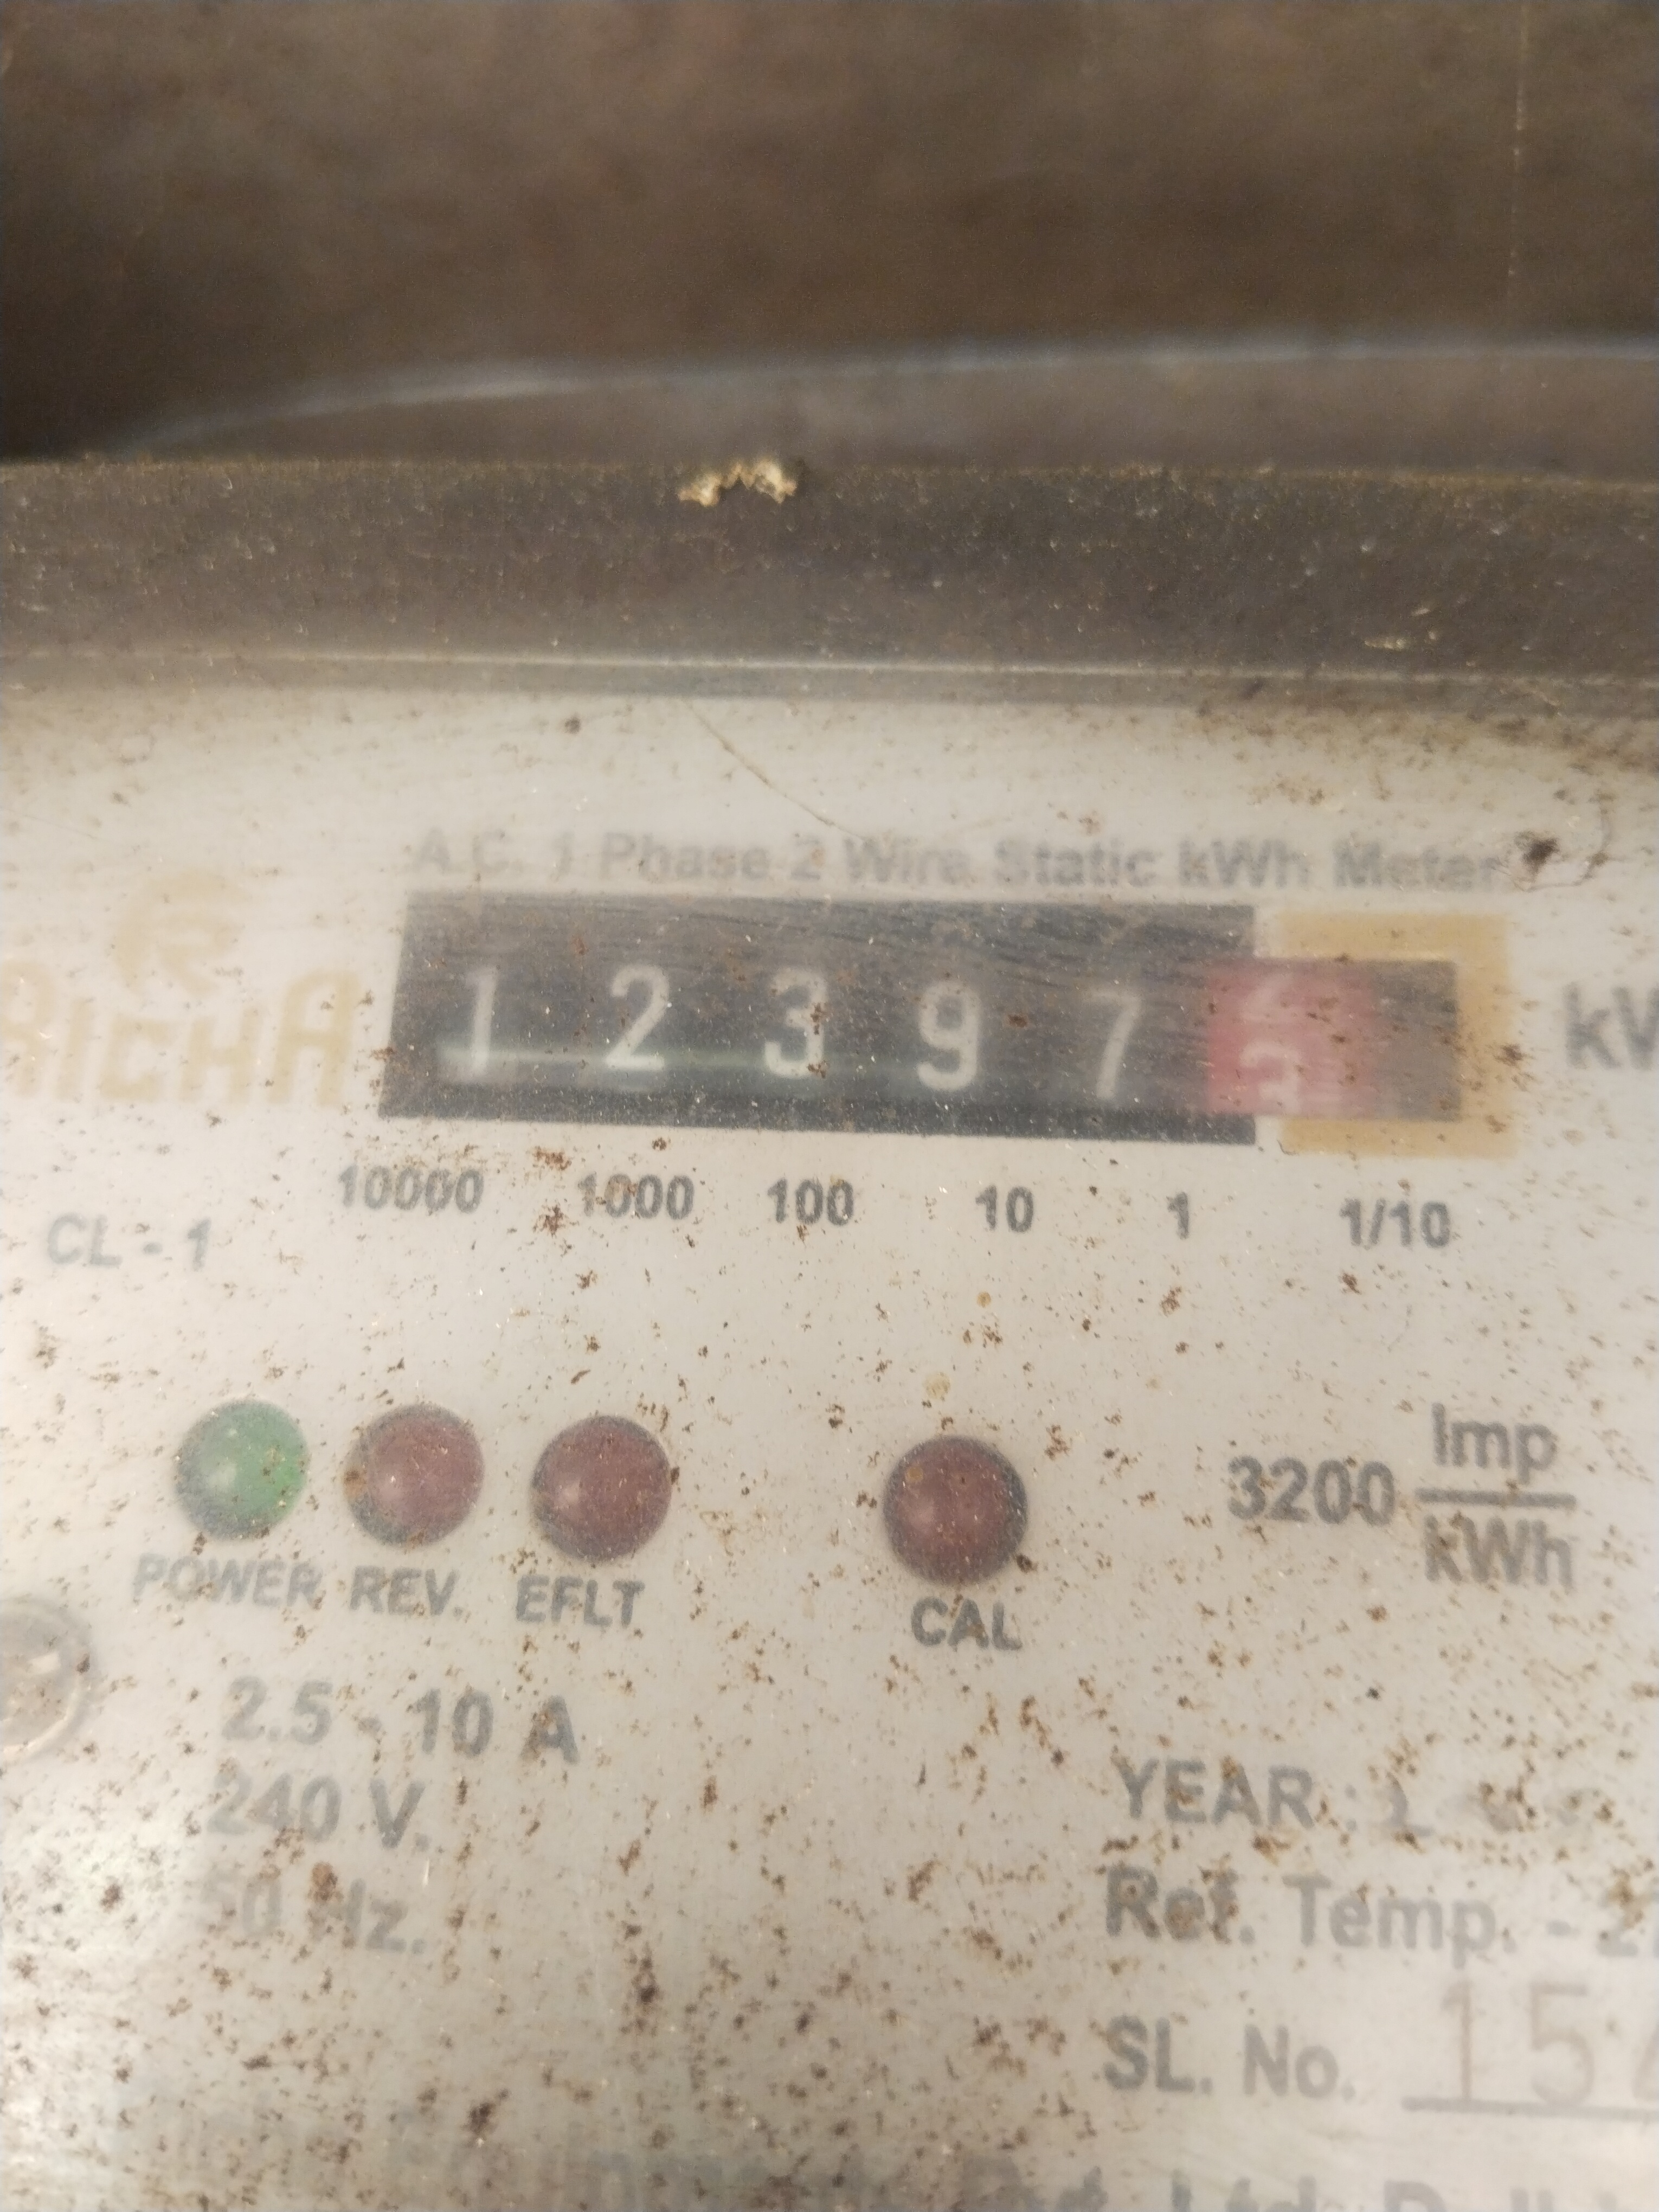 A.C. 1 Phase 2 Wire Static kWh Meter
RICHA
1 2 3 9 7
10000 1000 100 10 1 1/10
CL - 1
3200 Imp
kWh
POWER REV. EFLT CAL
2.5 - 10 A
240 V.
50 Hz.
YEAR :
Ref. Temp. -
SL. No. 15
Ltd.